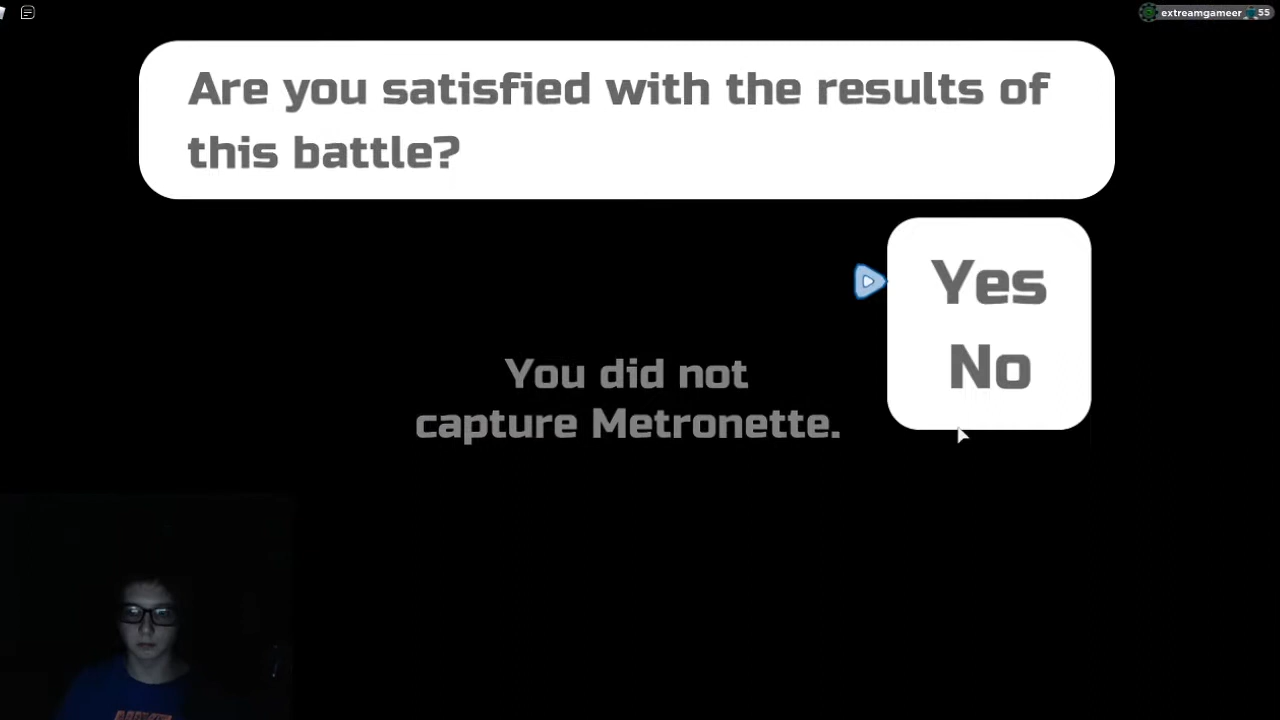 extreamgameer 55
Are you satisfied with the results of
this battle?
Yes
No
You did not
capture Metronette.